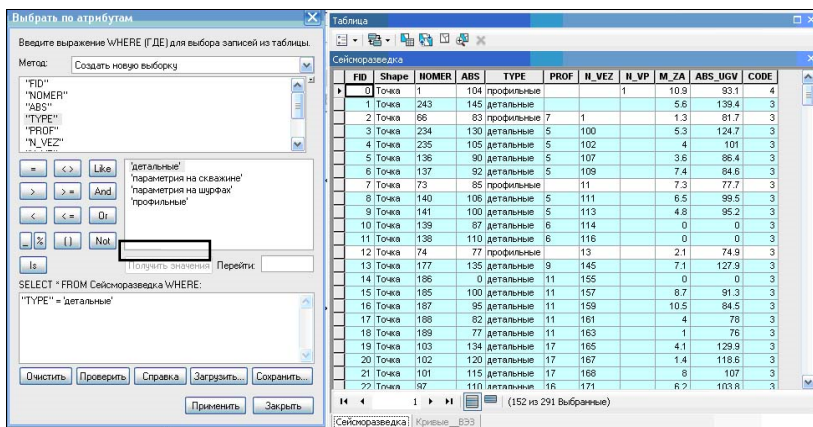 Выбрать по атрибутам
Введите выражение WHERE (ГДЕ) для выбора записей из таблицы.
Метод: Создать новую выборку
"FID"
"NOMER"
"ABS"
"TYPE"
"PROF"
"N_VEZ"
= <> Like
> >= And
< <= Or
_ % () Not
Is
'детальные'
'параметрия на скважине'
'параметрия на шурфах'
'профильные'
Получить значения Перейти:
SELECT * FROM Сейсморазведка WHERE:
"TYPE" = 'детальные'
Очистить Проверить Справка Загрузить... Сохранить...
Применить Закрыть
Таблица
Сейсморазведка
FID Shape NOMER ABS TYPE PROF N_VEZ N_VP M_ZA ABS_UGV CODE
0 Точка 1 104 профильные 1 10.9 93.1 4
1 Точка 243 145 детальные 5.6 139.4 3
2 Точка 66 83 профильные 7 1 1.3 81.7 3
3 Точка 234 130 детальные 5 100 5.3 124.7 3
4 Точка 235 105 детальные 5 102 4 101 3
5 Точка 136 90 детальные 5 107 3.6 86.4 3
6 Точка 137 92 детальные 5 109 7.4 84.6 3
7 Точка 73 85 профильные 11 7.3 77.7 3
8 Точка 140 106 детальные 5 111 6.5 99.5 3
9 Точка 141 100 детальные 5 113 4.8 95.2 3
10 Точка 139 87 детальные 6 114 0 0 3
11 Точка 138 110 детальные 6 116 0 0 3
12 Точка 74 77 профильные 13 2.1 74.9 3
13 Точка 177 135 детальные 9 145 7.1 127.9 3
14 Точка 186 0 детальные 11 155 0 0 3
15 Точка 185 100 детальные 11 157 8.7 91.3 3
16 Точка 187 95 детальные 11 159 10.5 84.5 3
17 Точка 188 82 детальные 11 161 4 78 3
18 Точка 189 77 детальные 11 163 1 76 3
19 Точка 103 134 детальные 17 165 4.1 129.9 3
20 Точка 102 120 детальные 17 167 1.4 118.6 3
21 Точка 101 115 детальные 17 168 8 107 3
22 Точка 97 110 детальные 16 171 6.2 103.8 3
1 (152 из 291 Выбранные)
Сейсморазведка Кривые__ВЭЗ